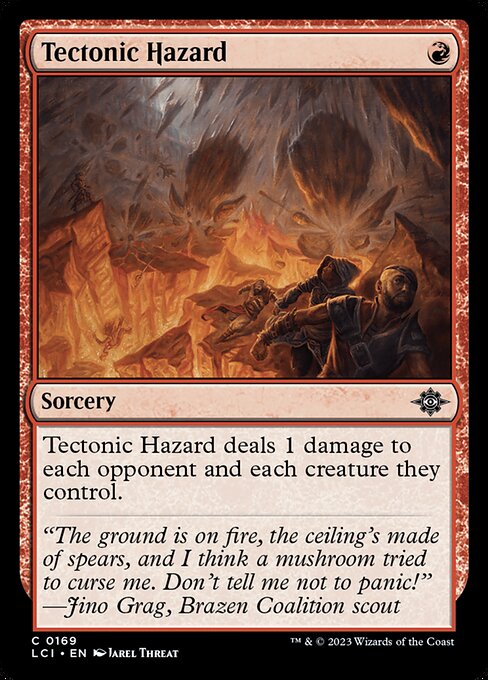 Tectonic Hazard
Sorcery
Tectonic Hazard deals 1 damage to
each opponent and each creature they
control.
“The ground is on fire, the ceiling’s made
of spears, and I think a mushroom tried
to curse me. Don’t tell me not to panic!”
—Jino Grag, Brazen Coalition scout
C 0169
LCI • EN Jarel Threat
™ & © 2023 Wizards of the Coast